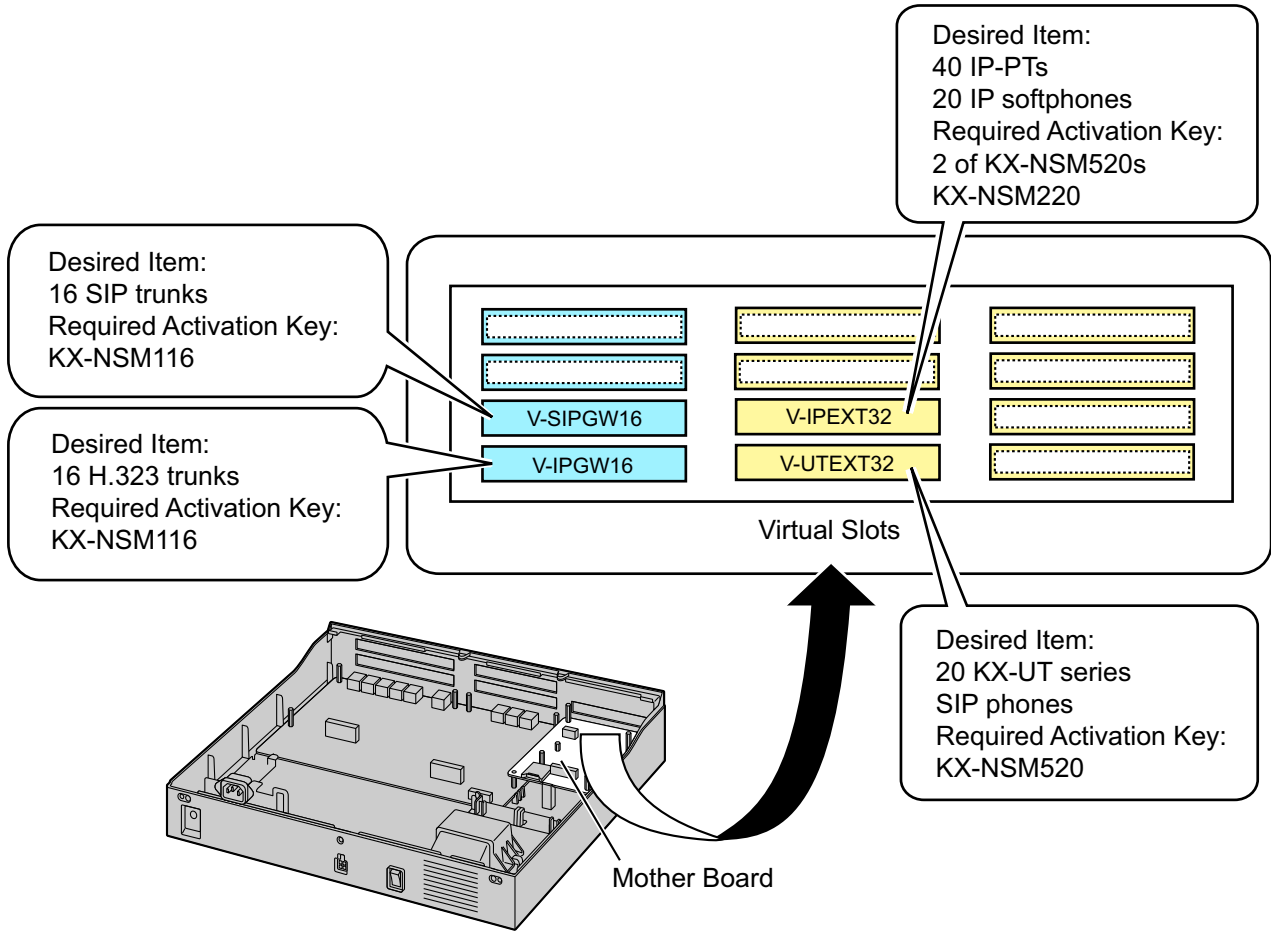 Desired Item:
40 IP-PTs
20 IP softphones
Required Activation Key:
2 of KX-NSM520s
KX-NSM220
Desired Item:
16 SIP trunks
Required Activation Key:
KX-NSM116
Desired Item:
16 H.323 trunks
Required Activation Key:
KX-NSM116
V-SIPGW16
V-IPEXT32
V-IPGW16
V-UTEXT32
Virtual Slots
Desired Item:
20 KX-UT series
SIP phones
Required Activation Key:
KX-NSM520
Mother Board